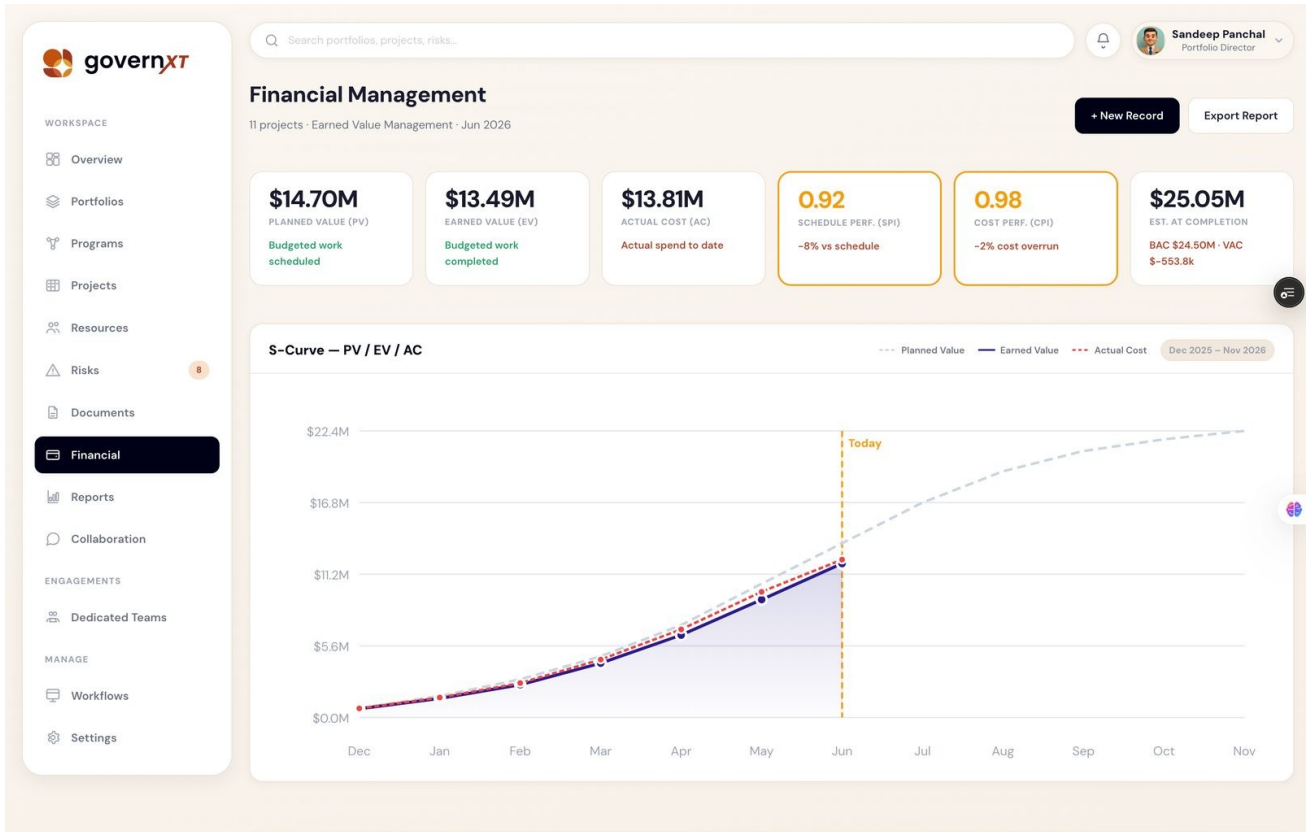 governXT
WORKSPACE
Overview
Portfolios
Programs
Projects
Resources
Risks
8
Documents
Financial
Reports
Collaboration
ENGAGEMENTS
Dedicated Teams
MANAGE
Workflows
Settings
Search portfolios, projects, risks...
Sandeep Panchal
Portfolio Director
Financial Management
11 projects · Earned Value Management · Jun 2026
+ New Record
Export Report
$14.70M
PLANNED VALUE (PV)
Budgeted work
scheduled
$13.49M
EARNED VALUE (EV)
Budgeted work
completed
$13.81M
ACTUAL COST (AC)
Actual spend to date
0.92
SCHEDULE PERF. (SPI)
-8% vs schedule
0.98
COST PERF. (CPI)
-2% cost overrun
$25.05M
EST. AT COMPLETION
BAC $24.50M · VAC
$-553.8k
S-Curve — PV / EV / AC
Planned Value
Earned Value
Actual Cost
Dec 2025 – Nov 2026
$22.4M
$16.8M
$11.2M
$5.6M
$0.0M
Today
Dec Jan Feb Mar Apr May Jun Jul Aug Sep Oct Nov